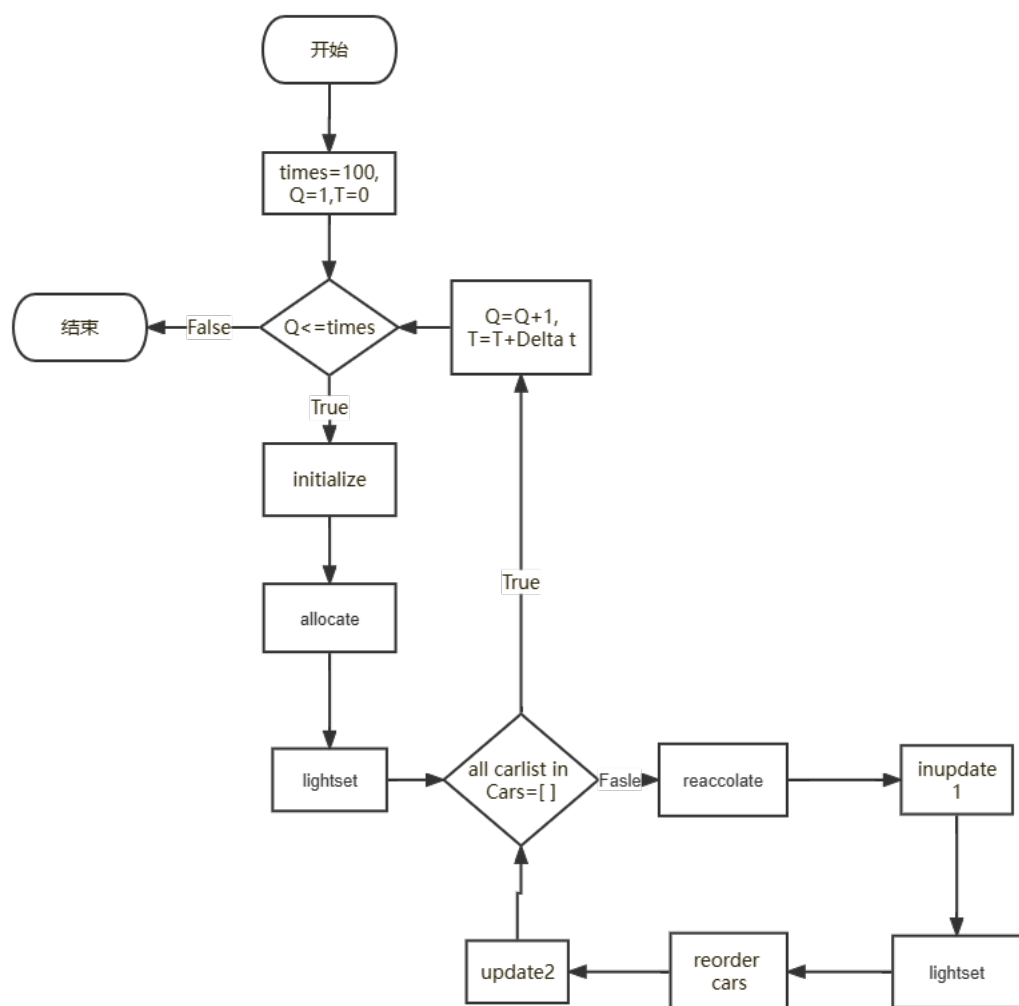 开始
times=100,
Q=1,T=0
结束
False
Q<=times
Q=Q+1,
T=T+Delta t
True
initialize
allocate
True
lightset
all carlist in
Cars=[ ]
Fasle
reaccolate
inupdate
1
update2
reorder
cars
lightset